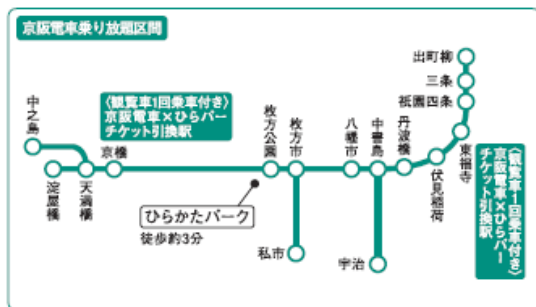 京阪電車乗り放題区間
出町柳
三条
祇園四条
〈観覧車1回乗車付き〉
京阪電車×ひらパー
チケット引換駅
中之島
淀屋橋
天満橋
京橋
枚方公園
枚方市
八幡市
中書島
丹波橋
伏見稲荷
東福寺
〈観覧車1回乗車付き〉
京阪電車×ひらパー
チケット引換駅
ひらかたパーク
徒歩約3分
私市
宇治